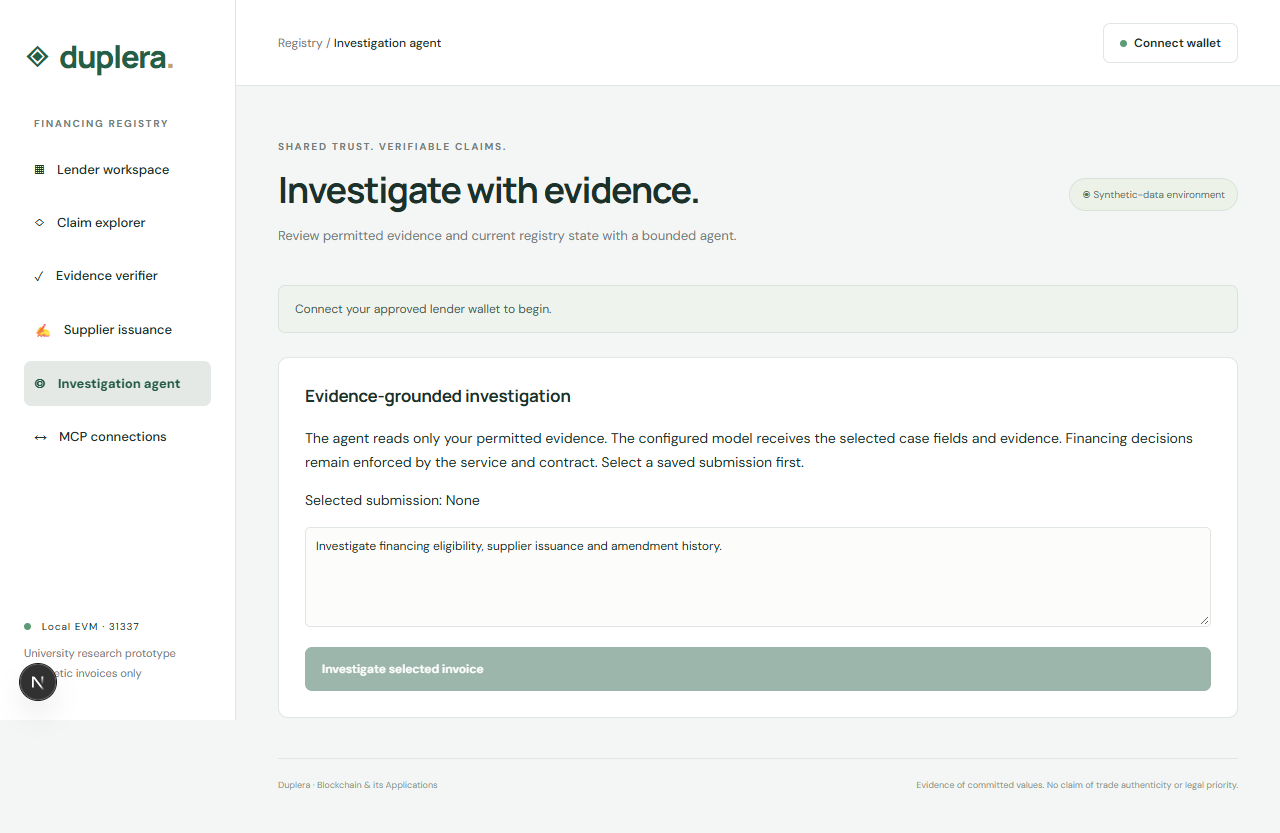 duplera.
FINANCING REGISTRY
Lender workspace
Claim explorer
Evidence verifier
Supplier issuance
Investigation agent
MCP connections
Local EVM · 31337
University research prototype
etic invoices only
N
Registry / Investigation agent
Connect wallet
SHARED TRUST. VERIFIABLE CLAIMS.
Investigate with evidence.
Synthetic-data environment
Review permitted evidence and current registry state with a bounded agent.
Connect your approved lender wallet to begin.
Evidence-grounded investigation
The agent reads only your permitted evidence. The configured model receives the selected case fields and evidence. Financing decisions
remain enforced by the service and contract. Select a saved submission first.
Selected submission: None
Investigate financing eligibility, supplier issuance and amendment history.
Investigate selected invoice
Duplera · Blockchain & its Applications
Evidence of committed values. No claim of trade authenticity or legal priority.